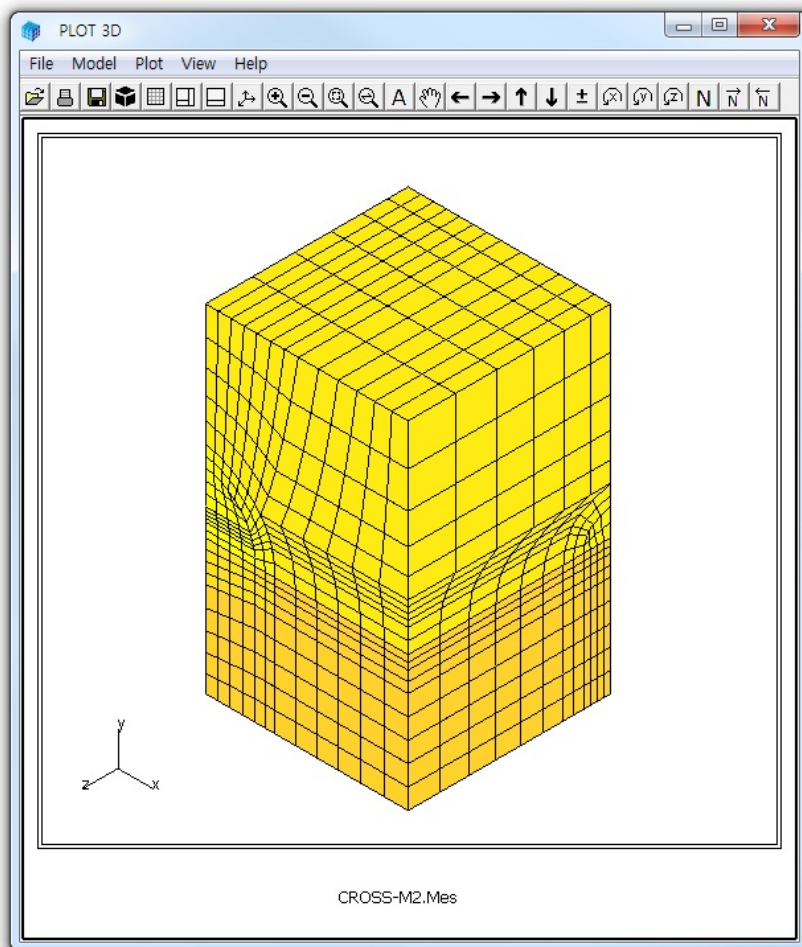 PLOT 3D
File Model Plot View Help
A x y z N N N
y
z x
CROSS-M2.Mes